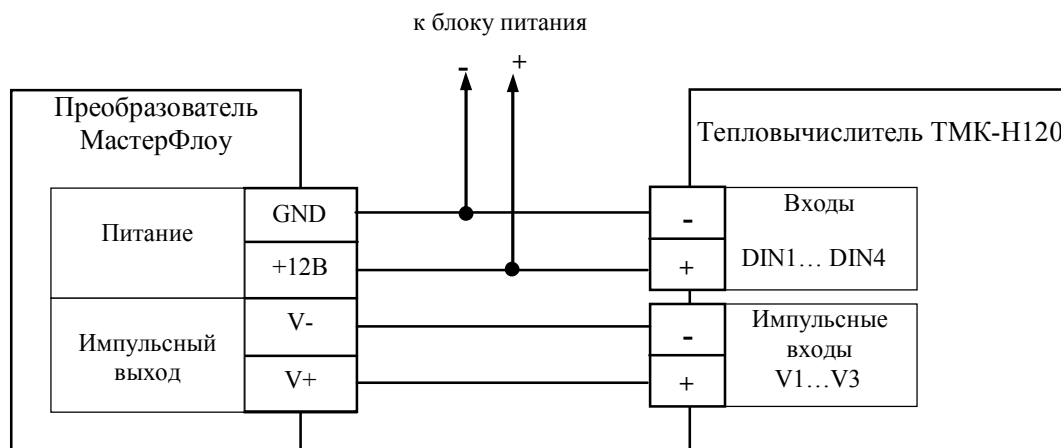 к блоку питания
- +
Преобразователь
МастерФлоу
Тепловычислитель ТМК-Н120
Питание
GND
+12В
Импульсный
выход
V-
V+
-
+
Входы
DIN1... DIN4
-
+
Импульсные
входы
V1...V3